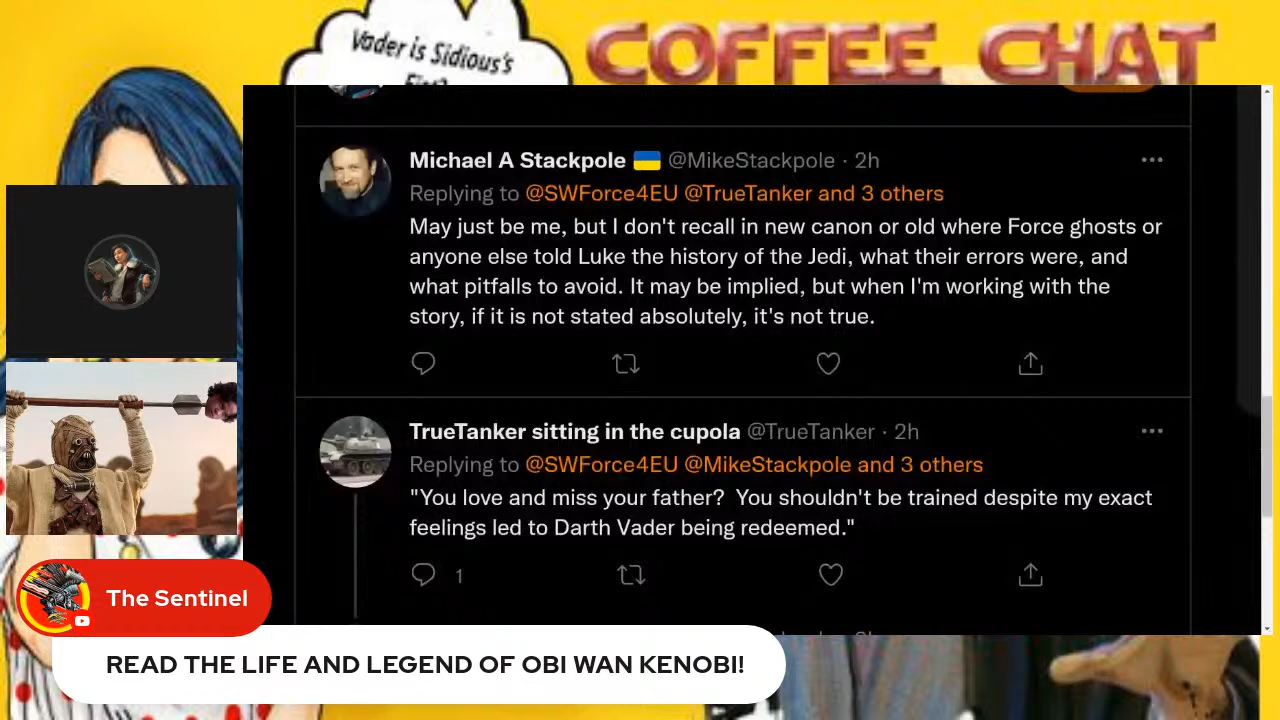 Vader is Sidious's
COFFEE CHAT
Michael A Stackpole 🇺🇦 @MikeStackpole · 2h
Replying to @SWForce4EU @TrueTanker and 3 others
May just be me, but I don't recall in new canon or old where Force ghosts or
anyone else told Luke the history of the Jedi, what their errors were, and
what pitfalls to avoid. It may be implied, but when I'm working with the
story, if it is not stated absolutely, it's not true.
TrueTanker sitting in the cupola @TrueTanker · 2h
Replying to @SWForce4EU @MikeStackpole and 3 others
"You love and miss your father? You shouldn't be trained despite my exact
feelings led to Darth Vader being redeemed."
1
The Sentinel
READ THE LIFE AND LEGEND OF OBI WAN KENOBI!